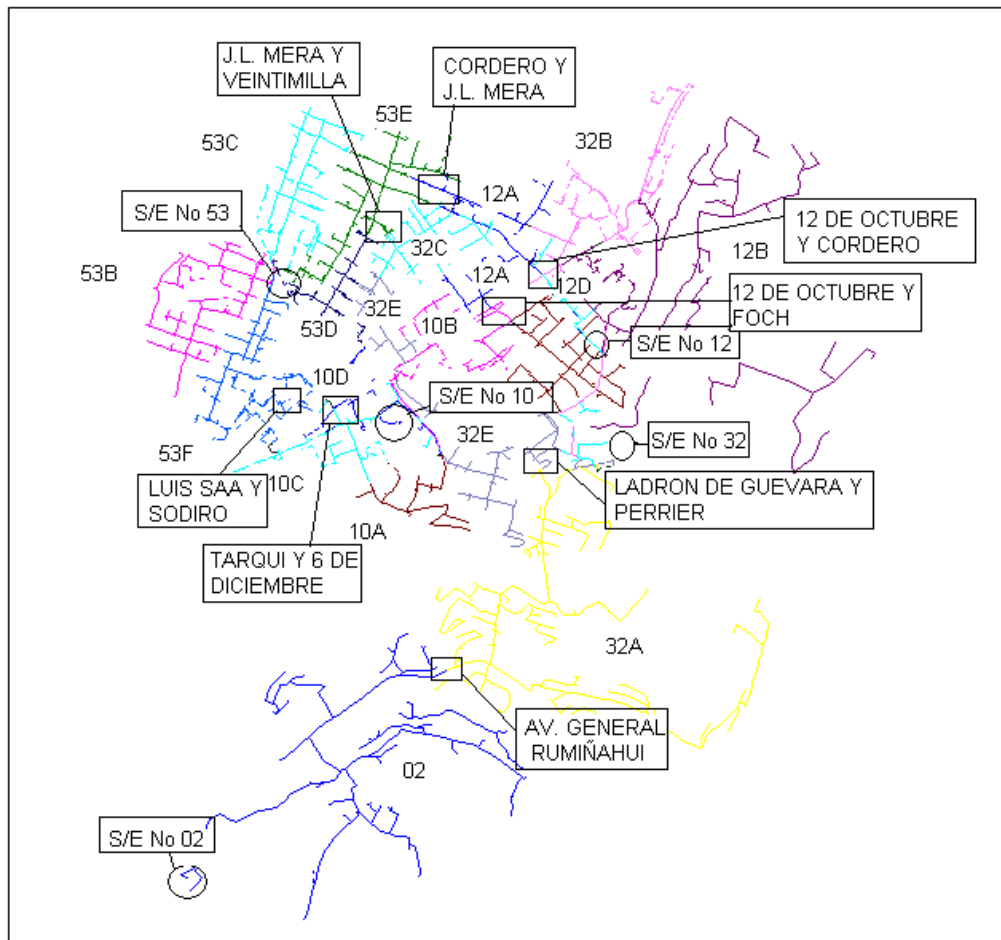 J.L. MERA Y
VEINTIMILLA
CORDERO Y
J.L. MERA
53E
53C
32B
12A
S/E No 53
12 DE OCTUBRE
Y CORDERO
32C
12B
53B
12A
12D
12 DE OCTUBRE Y
FOCH
32E
53D
10B
S/E No 12
10D
S/E No 10
32E
S/E No 32
53F
LUIS SAA Y
SODIRO
10C
LADRON DE GUEVARA Y
PERRIER
10A
TARQUI Y 6 DE
DICIEMBRE
32A
AV. GENERAL
RUMIÑAHUI
02
S/E No 02